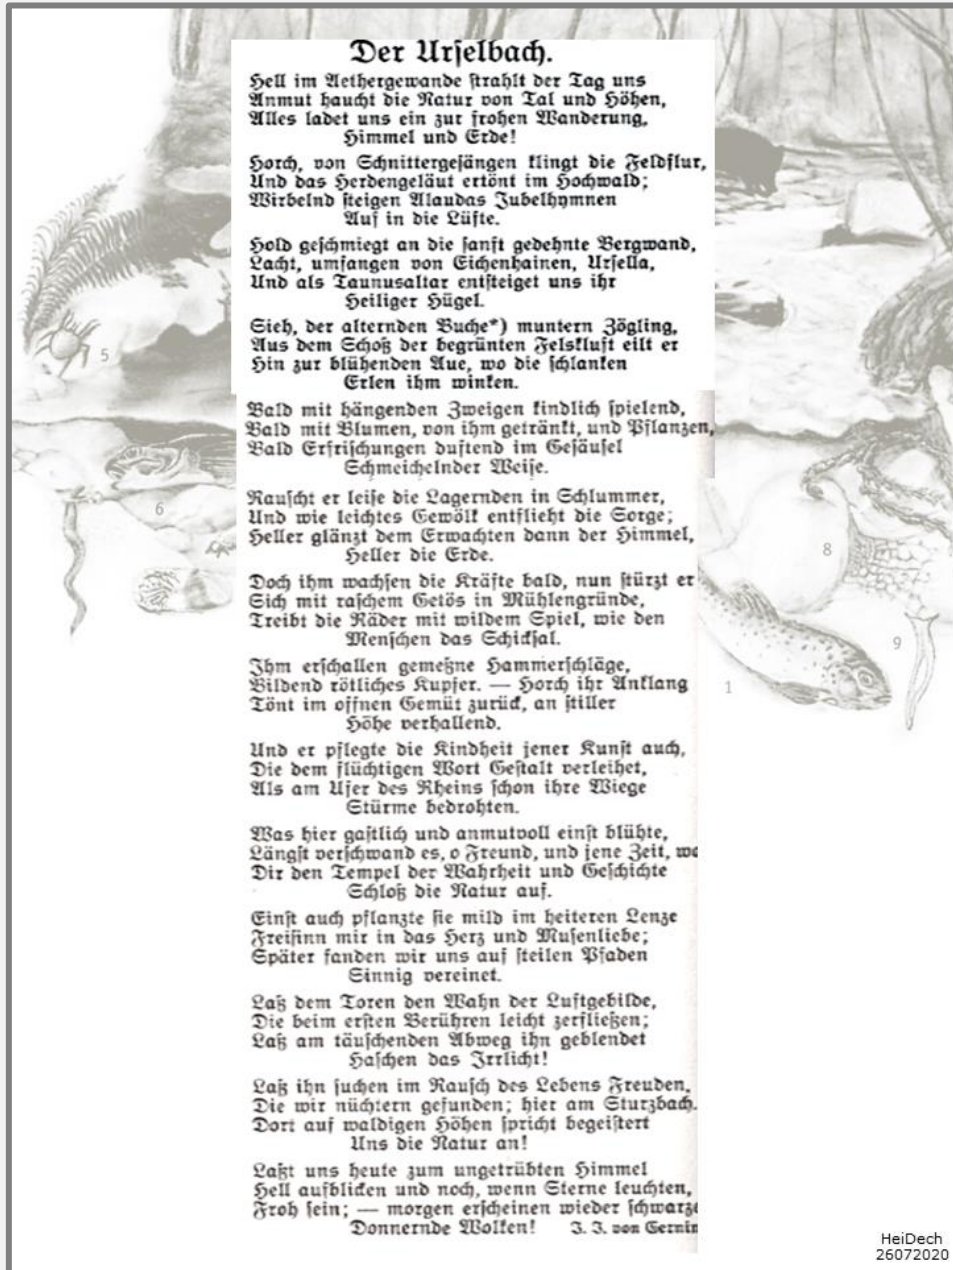 Der Urselbach.
Hell im Aethergewande strahlt der Tag uns
Anmut haucht die Natur von Tal und Höhen,
Alles ladet uns ein zur frohen Wanderung,
Himmel und Erde!
Horch, von Schnittergesängen klingt die Feldflur,
Und das Herdengeläut ertönt im Hochwald;
Wirbelnd steigen Alaudas Jubelhymnen
Auf in die Lüfte.
Hold geschmiegt an die sanft gedehnte Bergwand,
Lacht, umfangen von Eichenhainen, Ursella,
Und als Taunusaltar entsteiget uns ihr
Heiliger Hügel.
Sieh, der alternden Buche*) muntern Zögling,
Aus dem Schoß der begrünten Felskluft eilt er
Hin zur blühenden Aue, wo die schlanken
Erlen ihm winken.
Bald mit hängenden Zweigen kindlich spielend,
Bald mit Blumen, von ihm getränkt, und Pflanzen,
Bald Erfrischungen duftend im Gesäusel
Schmeichelnder Weise.
Rauscht er leise die Lagernden in Schlummer,
Und wie leichtes Gewölk entflieht die Sorge;
Heller glänzt dem Erwachten dann der Himmel,
Heller die Erde.
Doch ihm wachsen die Kräfte bald, nun stürzt er
Sich mit raschem Getös in Mühlengründe,
Treibt die Räder mit wildem Spiel, wie den
Menschen das Schicksal.
Ihm erschallen gemeßne Hammerschläge,
Bildend rötliches Kupfer. — Horch ihr Anklang
Tönt im offnen Gemüt zurück, an stiller
Höhe verhallend.
Und er pflegte die Kindheit jener Kunst auch,
Die dem flüchtigen Wort Gestalt verleihet,
Als am Ufer des Rheins schon ihre Wiege
Stürme bedrohten.
Was hier gastlich und anmutvoll einst blühte,
Längst verschwand es, o Freund, und jene Zeit, wo
Dir den Tempel der Wahrheit und Geschichte
Schloß die Natur auf.
Einst auch pflanzte sie mild im heiteren Lenze
Freisinn mir in das Herz und Musenliebe;
Später fanden wir uns auf steilen Pfaden
Sinnig vereinet.
Laß dem Toren den Wahn der Luftgebilde,
Die beim ersten Berühren leicht zerfließen;
Laß am täuschenden Abweg ihn geblendet
Haschen das Irrlicht!
Laß ihn suchen im Rausch des Lebens Freuden,
Die wir nüchtern gefunden; hier am Sturzbach.
Dort auf waldigen Höhen spricht begeistert
Uns die Natur an!
Laßt uns heute zum ungetrübten Himmel
Hell aufblicken und noch, wenn Sterne leuchten,
Froh sein; — morgen erscheinen wieder schwarze
Donnernde Wolken! J. J. von Gernin
5
6
8
9
1
HeiDech
26072020